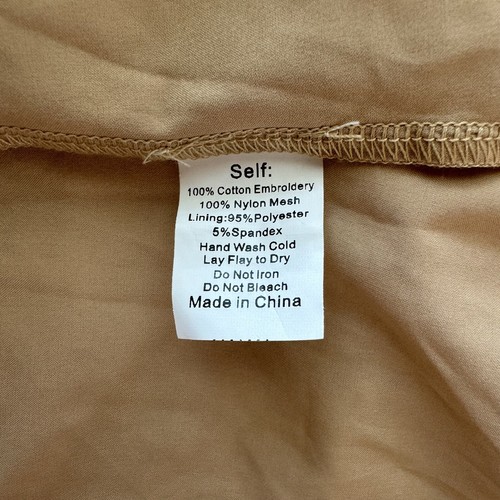 Self:
100% Cotton Embroidery
100% Nylon Mesh
Lining:95%Polyester
5%Spandex
Hand Wash Cold
Lay Flay to Dry
Do Not Iron
Do Not Bleach
Made in China